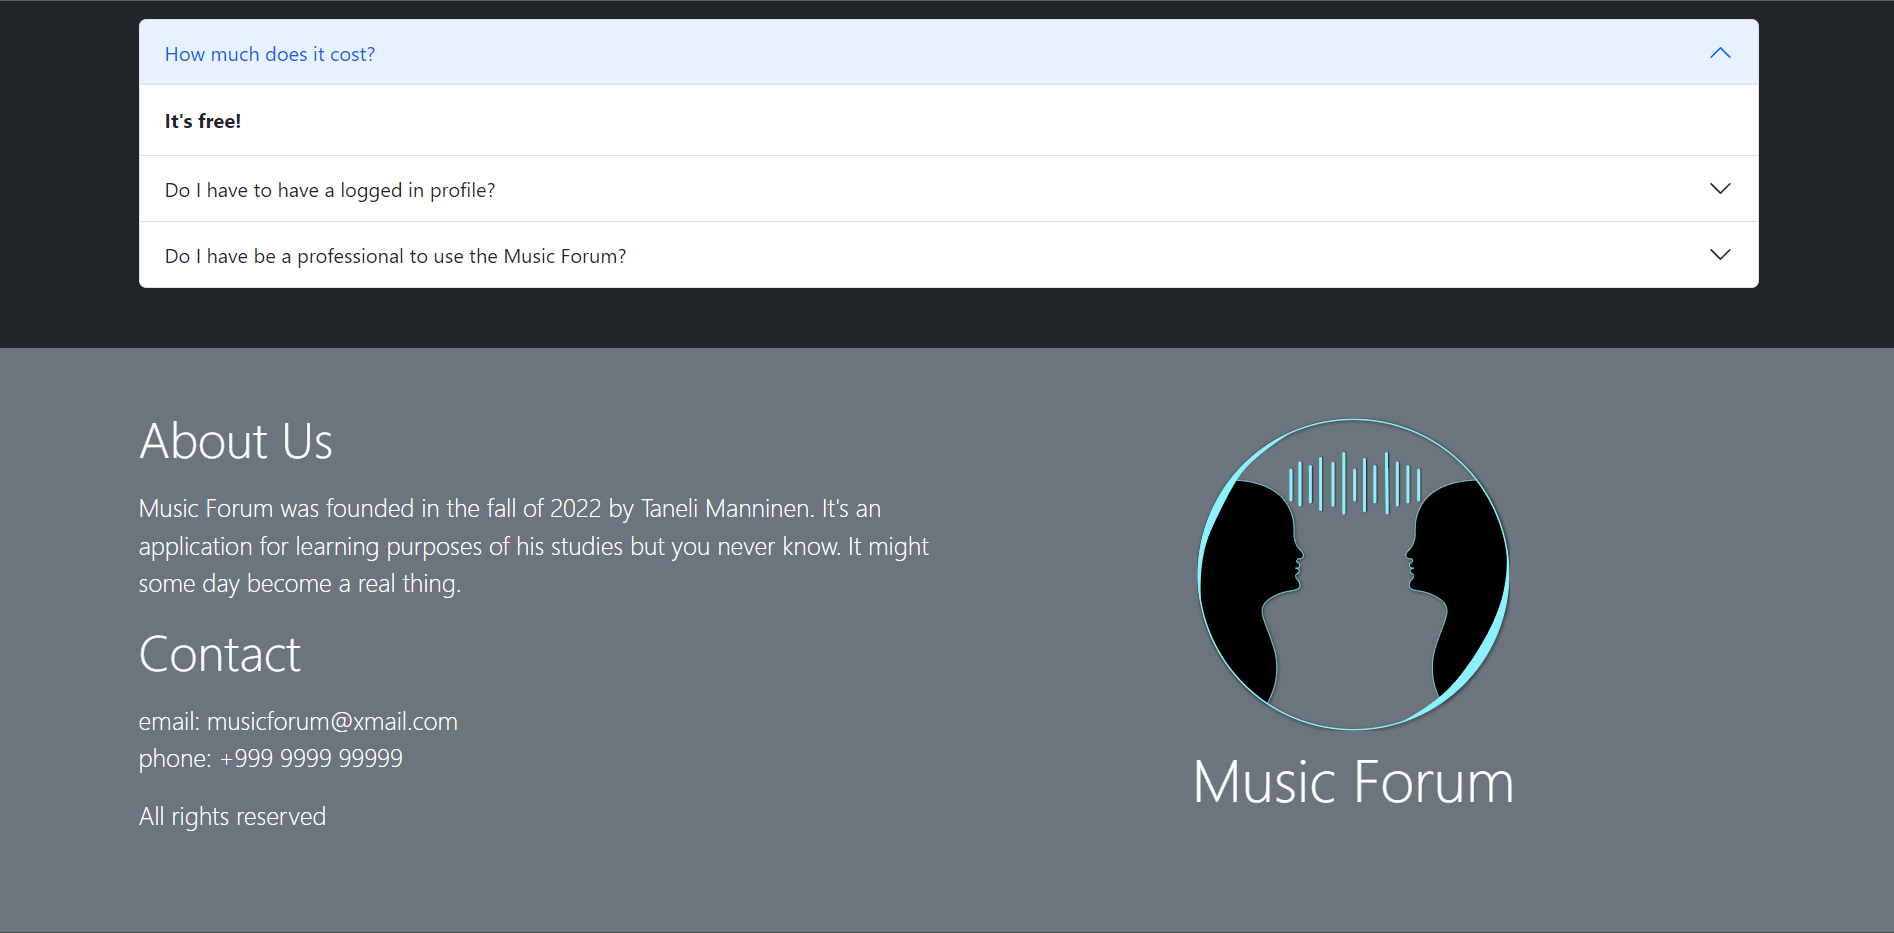 How much does it cost?
It's free!
Do I have to have a logged in profile?
Do I have be a professional to use the Music Forum?
About Us
Music Forum was founded in the fall of 2022 by Taneli Manninen. It's an
application for learning purposes of his studies but you never know. It might
some day become a real thing.
Contact
email: musicforum@xmail.com
phone: +999 9999 99999
All rights reserved
Music Forum